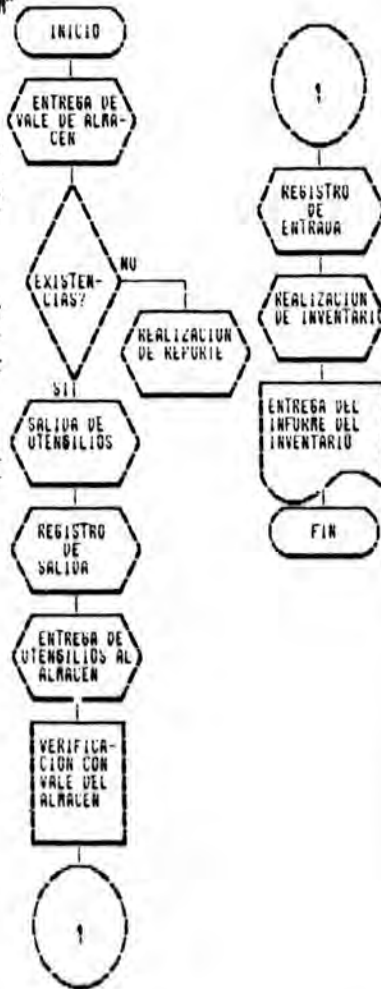 INICIO
ENTREGA DE
VALE DE ALMA-
CEN
EXISTEN-
CIAS?
NO
REALIZACION
DE REPORTE
SI
SALIDA DE
UTENSILIOS
REGISTRO
DE
SALIDA
ENTREGA DE
UTENSILIOS AL
ALMACEN
VERIFICA-
CION CON
VALE DEL
ALMACEN
1
1
REGISTRO
DE
ENTRADA
REALIZACION
DE INVENTARIO
ENTREGA DEL
INFORME DEL
INVENTARIO
FIN